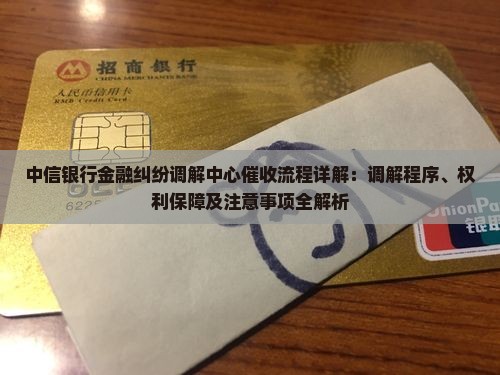 招商银行
CHINA MERCHANTS BANK
人民币信用卡
RMB Credit Card
中信银行金融纠纷调解中心催收流程详解：调解程序、权
利保障及注意事项全解析
UnionPay
银联